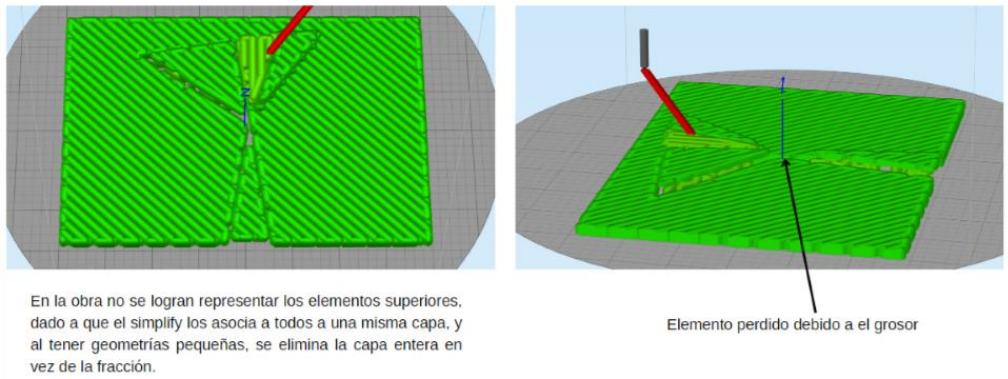 En la obra no se logran representar los elementos superiores,
dado a que el simplify los asocia a todos a una misma capa, y
al tener geometrías pequeñas, se elimina la capa entera en
vez de la fracción.
Elemento perdido debido a el grosor